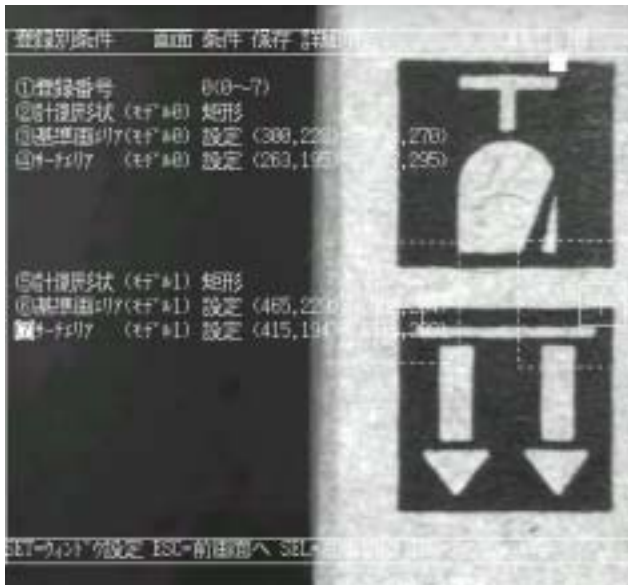 登録別条件 画面 条件 保存 詳細
①登録番号 0(0~7)
②計測形状 (モデル0) 矩形
③基準画エリア(モデル0) 設定 (300,22 ,270)
④サーチエリア (モデル0) 設定 (263,195) ,295)
⑤計測形状 (モデル1) 矩形
⑥基準画エリア(モデル1) 設定 (465,22
⑦サーチエリア (モデル1) 設定 (415,194
SET=ウィンドウ設定 ESC=前画面へ SEL=